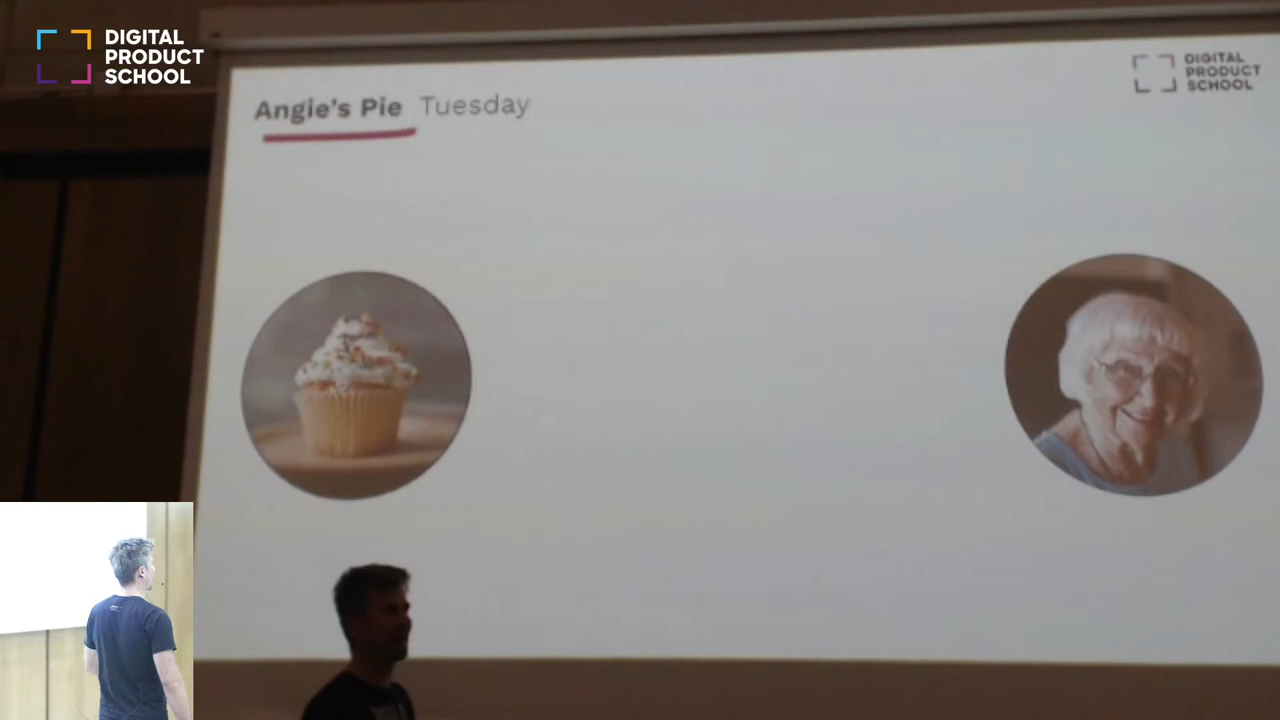 DIGITAL
PRODUCT
SCHOOL
Angie's Pie Tuesday
DIGITAL
PRODUCT
SCHOOL